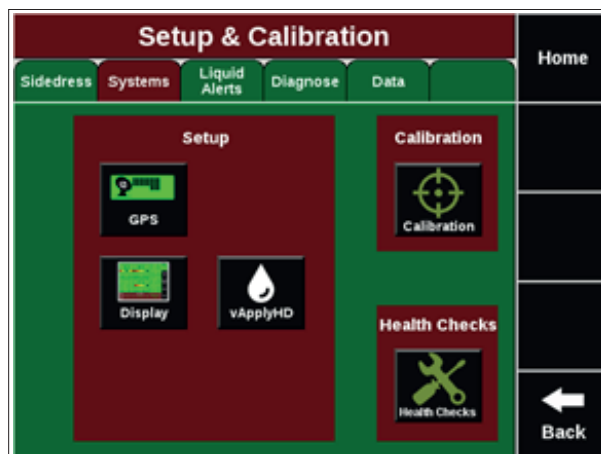 Setup & Calibration
Home
Sidedress
Systems
Liquid
Alerts
Diagnose
Data
Setup
Calibration
GPS
Calibration
Display
vApplyHD
Health Checks
Health Checks
Back